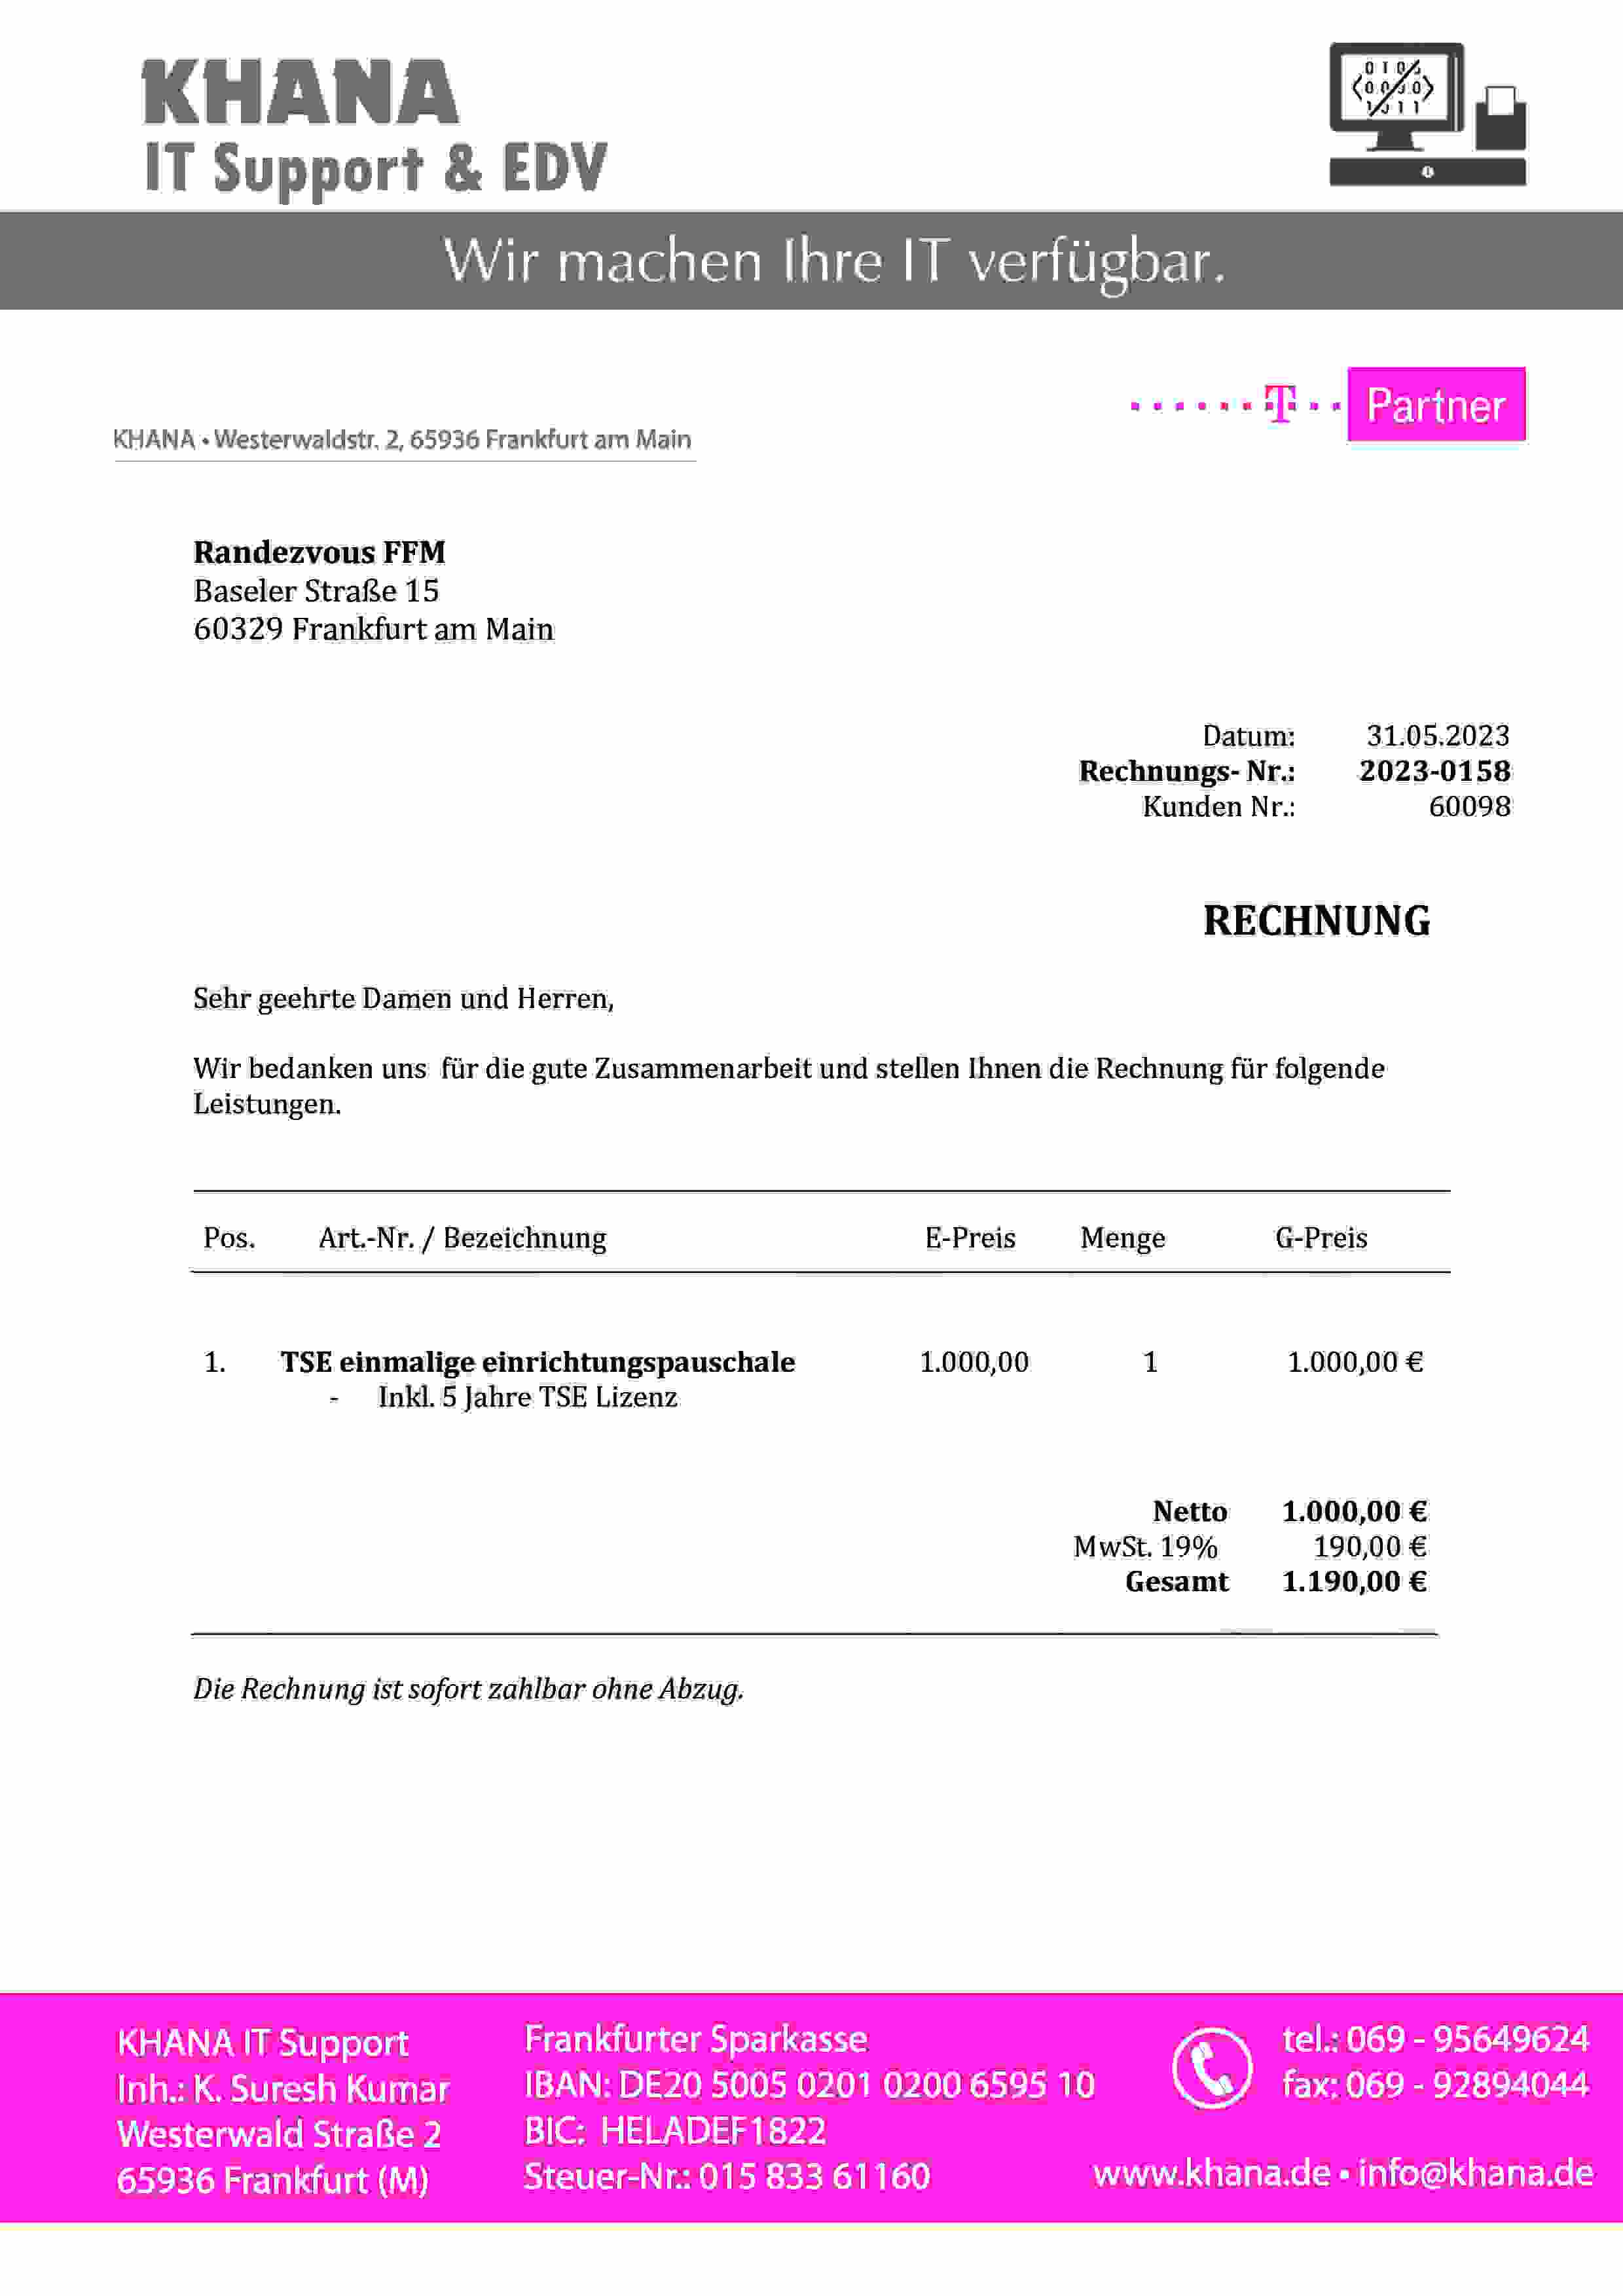 KHANA
IT Support & EDV
Wir machen Ihre IT verfügbar.
T Partner
KHANA • Westerwaldstr. 2, 65936 Frankfurt am Main
Randezvous FFM
Baseler Straße 15
60329 Frankfurt am Main
Datum: 31.05.2023
Rechnungs- Nr.: 2023-0158
Kunden Nr.: 60098
RECHNUNG
Sehr geehrte Damen und Herren,
Wir bedanken uns für die gute Zusammenarbeit und stellen Ihnen die Rechnung für folgende
Leistungen.
Pos. Art.-Nr. / Bezeichnung E-Preis Menge G-Preis
1. TSE einmalige einrichtungspauschale 1.000,00 1 1.000,00 €
- Inkl. 5 Jahre TSE Lizenz
Netto 1.000,00 €
MwSt. 19% 190,00 €
Gesamt 1.190,00 €
Die Rechnung ist sofort zahlbar ohne Abzug.
KHANA IT Support
Inh.: K. Suresh Kumar
Westerwald Straße 2
65936 Frankfurt (M)
Frankfurter Sparkasse
IBAN: DE20 5005 0201 0200 6595 10
BIC: HELADEF1822
Steuer-Nr.: 015 833 61160
tel.: 069 - 95649624
fax: 069 - 92894044
www.khana.de • info@khana.de